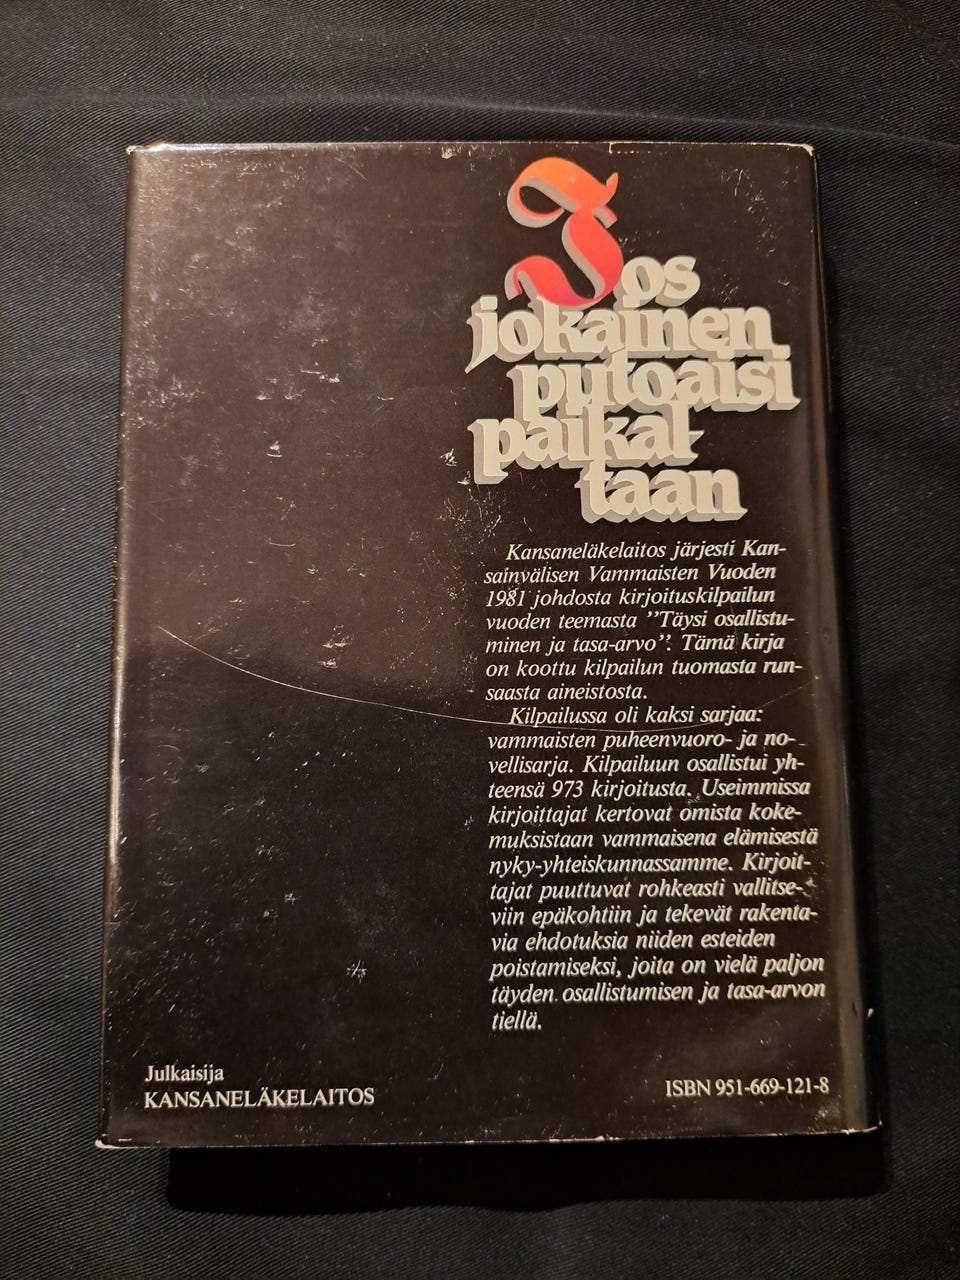 Jos
jokainen
putoaisi
paikal-
taan
Kansaneläkelaitos järjesti Kan-
sainvälisen Vammaisten Vuoden
1981 johdosta kirjoituskilpailun
vuoden teemasta ”Täysi osallistu-
minen ja tasa-arvo”. Tämä kirja
on koottu kilpailun tuomasta run-
saasta aineistosta.
Kilpailussa oli kaksi sarjaa:
vammaisten puheenvuoro- ja no-
vellisarja. Kilpailuun osallistui yh-
teensä 973 kirjoitusta. Useimmissa
kirjoittajat kertovat omista koke-
muksistaan vammaisena elämisestä
nyky-yhteiskunnassamme. Kirjoit-
tajat puuttuvat rohkeasti vallitse-
viin epäkohtiin ja tekevät rakenta-
via ehdotuksia niiden esteiden
poistamiseksi, joita on vielä paljon
täyden osallistumisen ja tasa-arvon
tiellä.
Julkaisija
KANSANELÄKELAITOS
ISBN 951-669-121-8